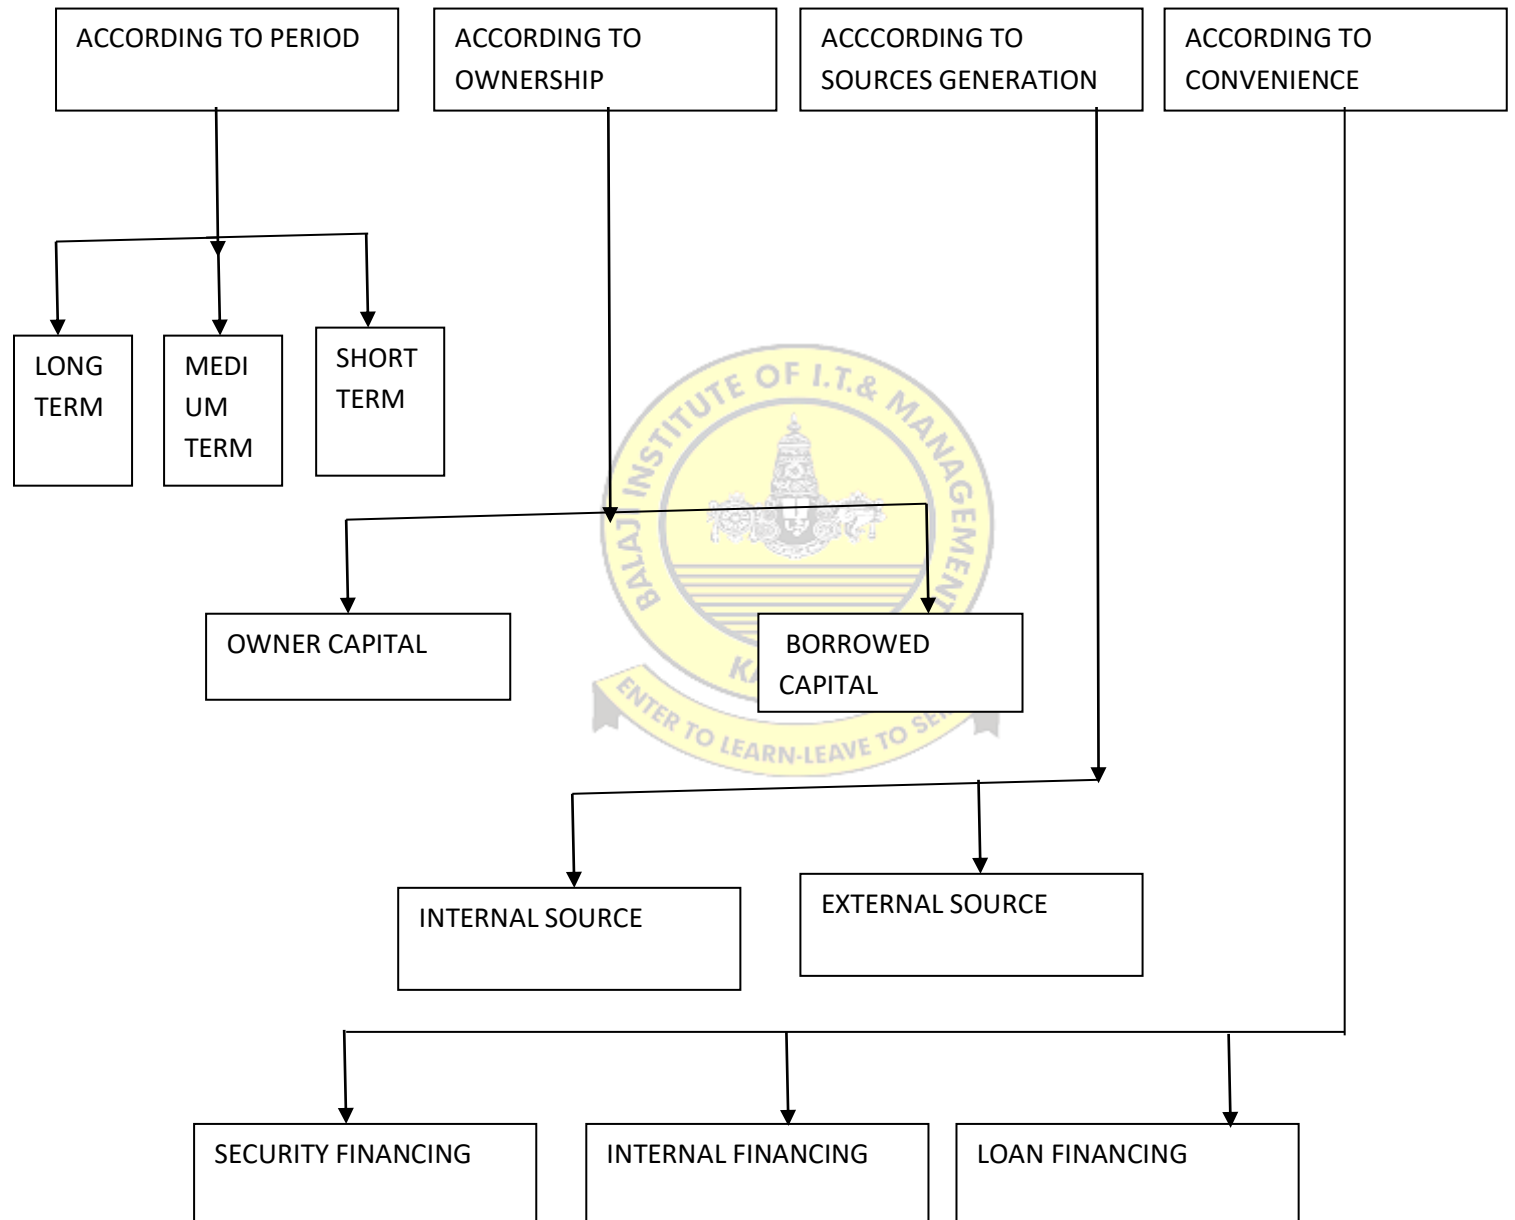 ACCORDING TO PERIOD
ACCORDING TO
OWNERSHIP
ACCCORDING TO
SOURCES GENERATION
ACCORDING TO
CONVENIENCE
LONG
TERM
MEDI
UM
TERM
SHORT
TERM
BALAJI INSTITUTE OF I.T.& MANAGEMENT
OWNER CAPITAL
BORROWED
CAPITAL
ENTER TO LEARN-LEAVE TO
INTERNAL SOURCE
EXTERNAL SOURCE
SECURITY FINANCING
INTERNAL FINANCING
LOAN FINANCING